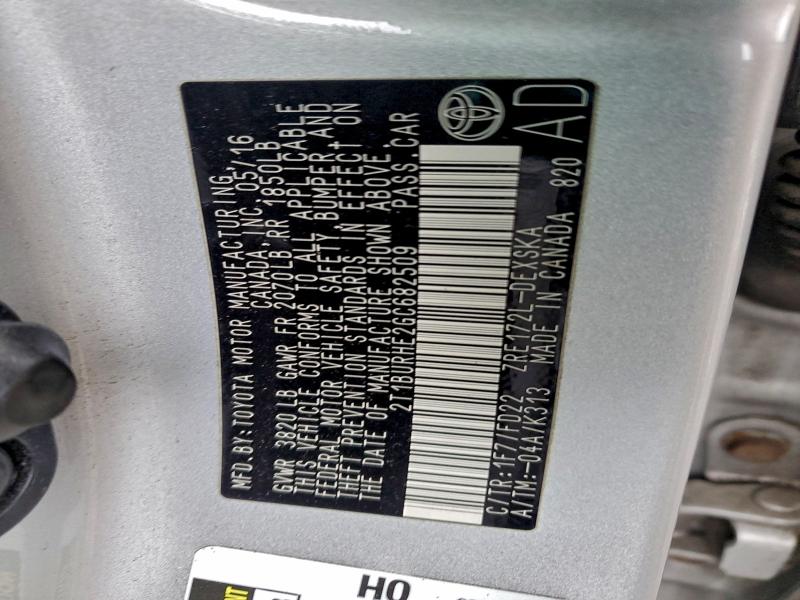 MFD.BY:TOYOTA MOTOR MANUFACTURING,
CANADA, INC. 05/16
GVWR 3820 LB GAWR FR 2070LB RR 1850LB
THIS VEHICLE CONFORMS TO ALL APPLICABLE
FEDERAL MOTOR VEHICLE SAFETY, BUMPER, AND
THEFT PREVENTION STANDARDS IN EFFECT ON
THE DATE OF MANUFACTURE SHOWN ABOVE.
2T1BURHE2GC682509 PASS.CAR
C/TR:1F7/FD22 ZRE172L-DEXSKA
A/TM:-04A/K313 MADE IN CANADA 820
AD
HO